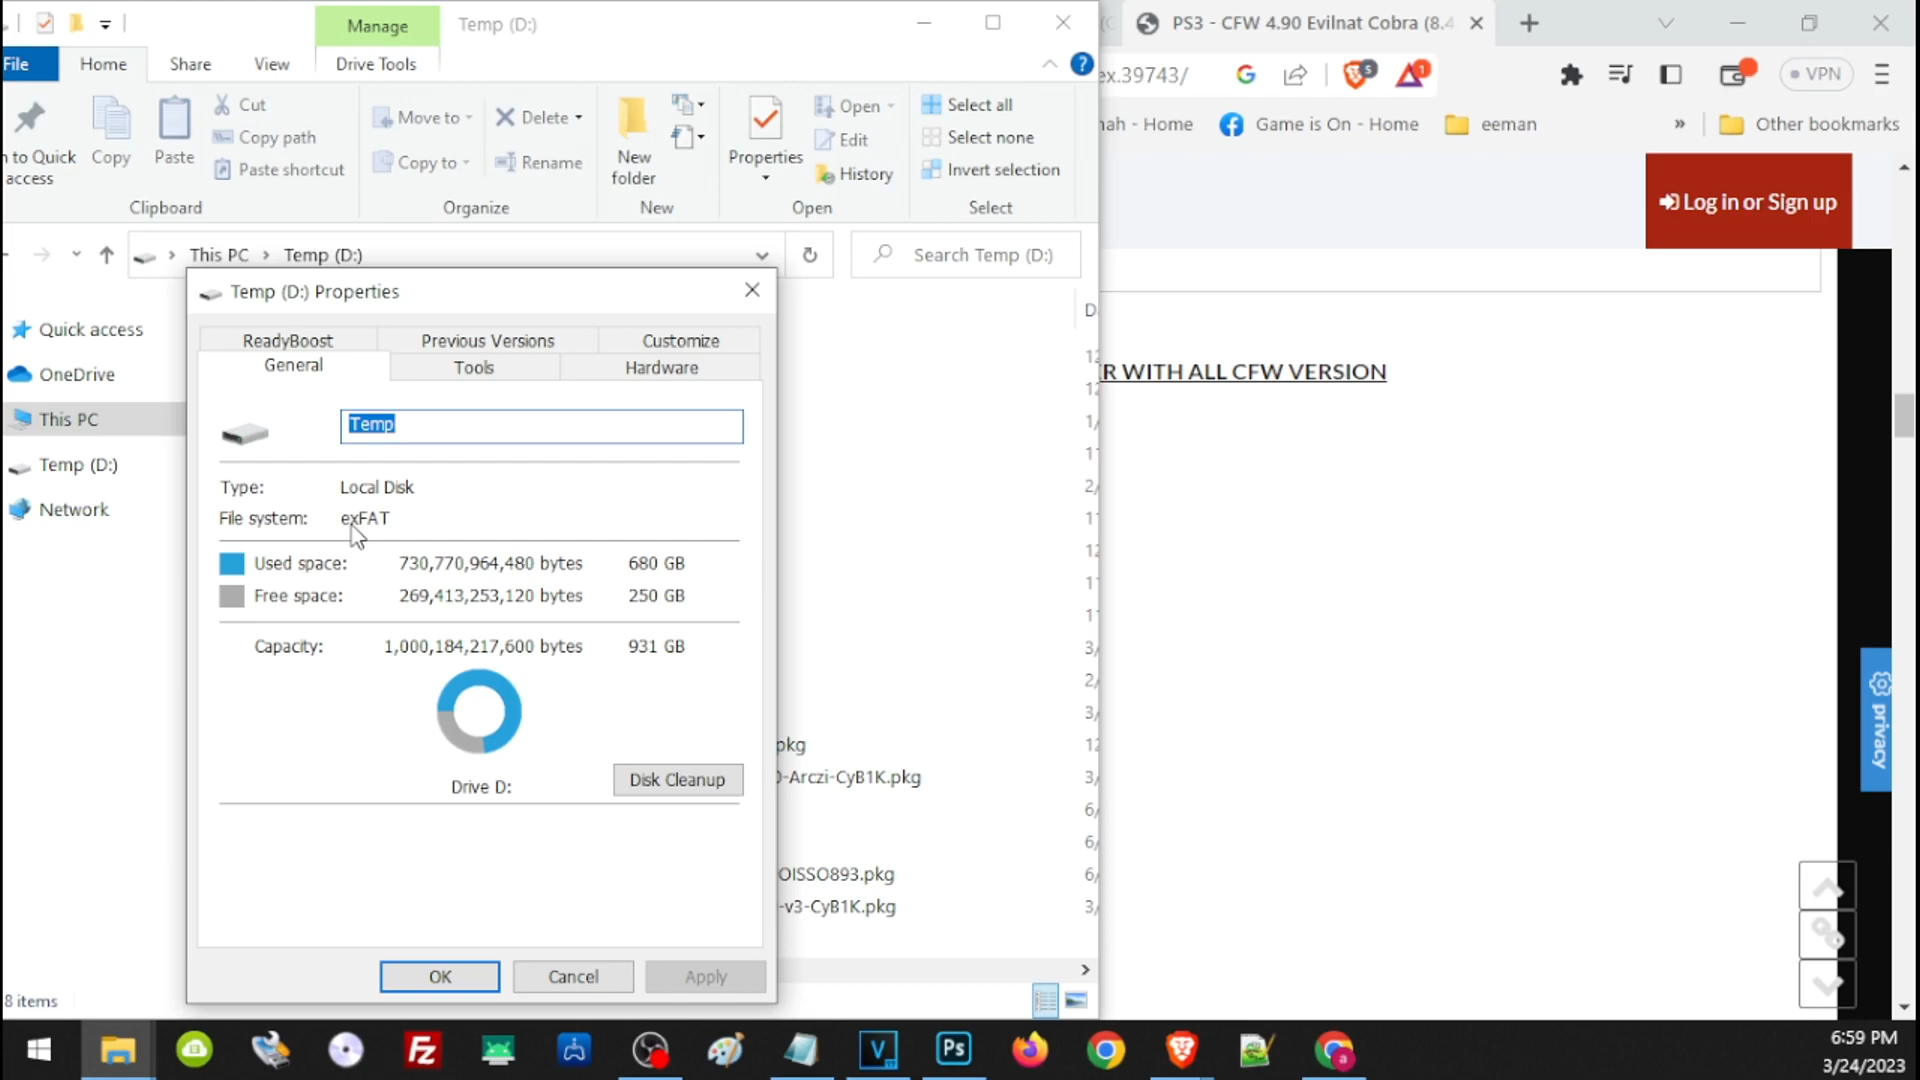 Manage
Temp (D:)
PS3 - CFW 4.90 Evilnat Cobra (8.4
File
Home
Share
View
Drive Tools
ex.39743/
5
1
VPN
Cut
Copy path
Paste shortcut
Copy
Paste
n to Quick
access
Move to
Copy to
Delete
Rename
New
folder
Properties
Open
Edit
History
Select all
Select none
Invert selection
Clipboard
Organize
New
Open
Select
nah - Home
Game is On - Home
eeman
»
Other bookmarks
Log in or Sign up
This PC > Temp (D:)
Search Temp (D:)
Temp (D:) Properties
Quick access
OneDrive
This PC
Temp (D:)
Network
ReadyBoost
Previous Versions
Customize
General
Tools
Hardware
Temp
Type: Local Disk
File system: exFAT
Used space: 730,770,964,480 bytes 680 GB
Free space: 269,413,253,120 bytes 250 GB
Capacity: 1,000,184,217,600 bytes 931 GB
Drive D:
Disk Cleanup
OK
Cancel
Apply
R WITH ALL CFW VERSION
pkg
-Arczi-CyB1K.pkg
OISSO893.pkg
-v3-CyB1K.pkg
privacy
8 items
Fz
V
Ps
6:59 PM
3/24/2023